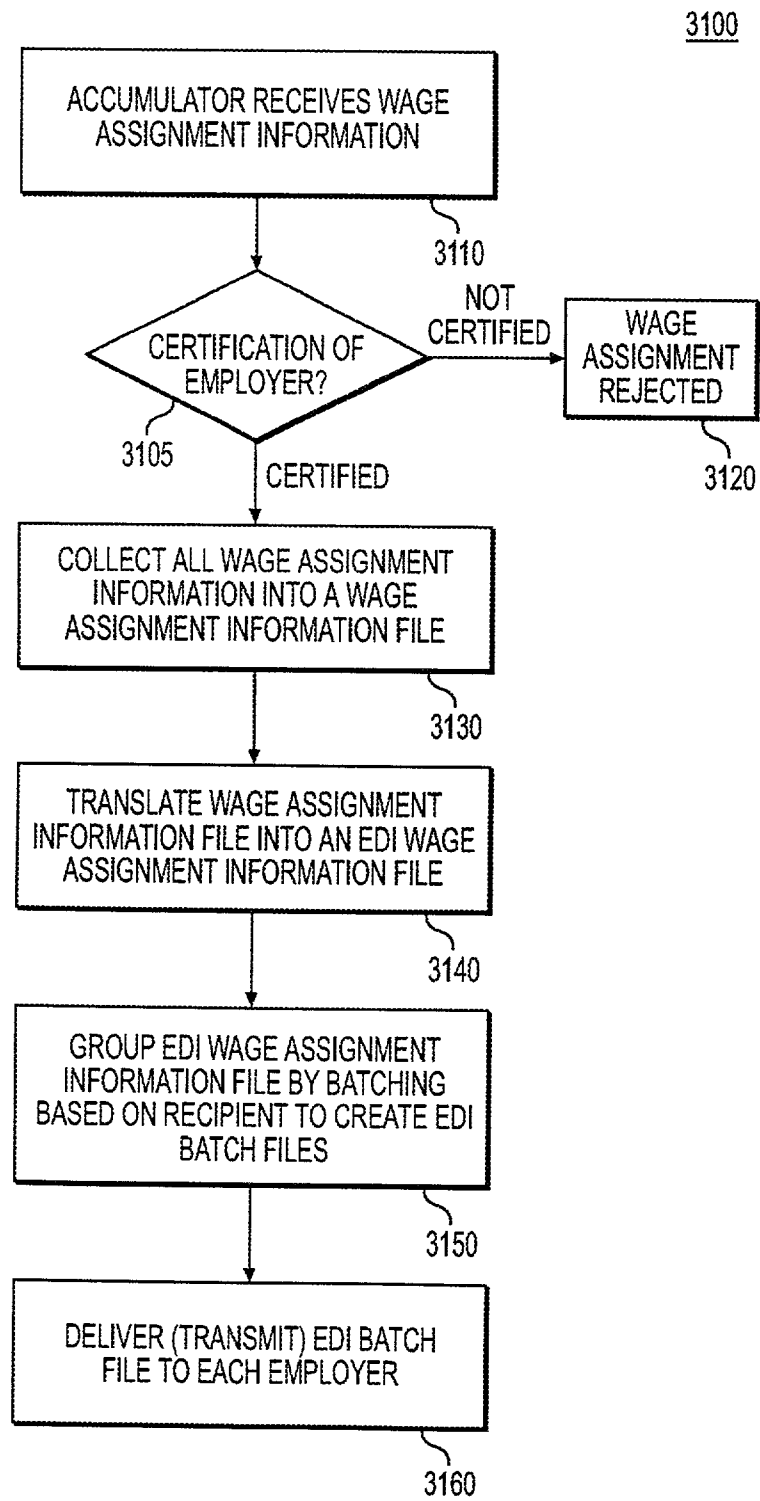 3100
ACCUMULATOR RECEIVES WAGE
ASSIGNMENT INFORMATION
3110
CERTIFICATION OF
EMPLOYER?
3105
NOT
CERTIFIED
WAGE
ASSIGNMENT
REJECTED
3120
CERTIFIED
COLLECT ALL WAGE ASSIGNMENT
INFORMATION INTO A WAGE
ASSIGNMENT INFORMATION FILE
3130
TRANSLATE WAGE ASSIGNMENT
INFORMATION FILE INTO AN EDI WAGE
ASSIGNMENT INFORMATION FILE
3140
GROUP EDI WAGE ASSIGNMENT
INFORMATION FILE BY BATCHING
BASED ON RECIPIENT TO CREATE EDI
BATCH FILES
3150
DELIVER (TRANSMIT) EDI BATCH
FILE TO EACH EMPLOYER
3160